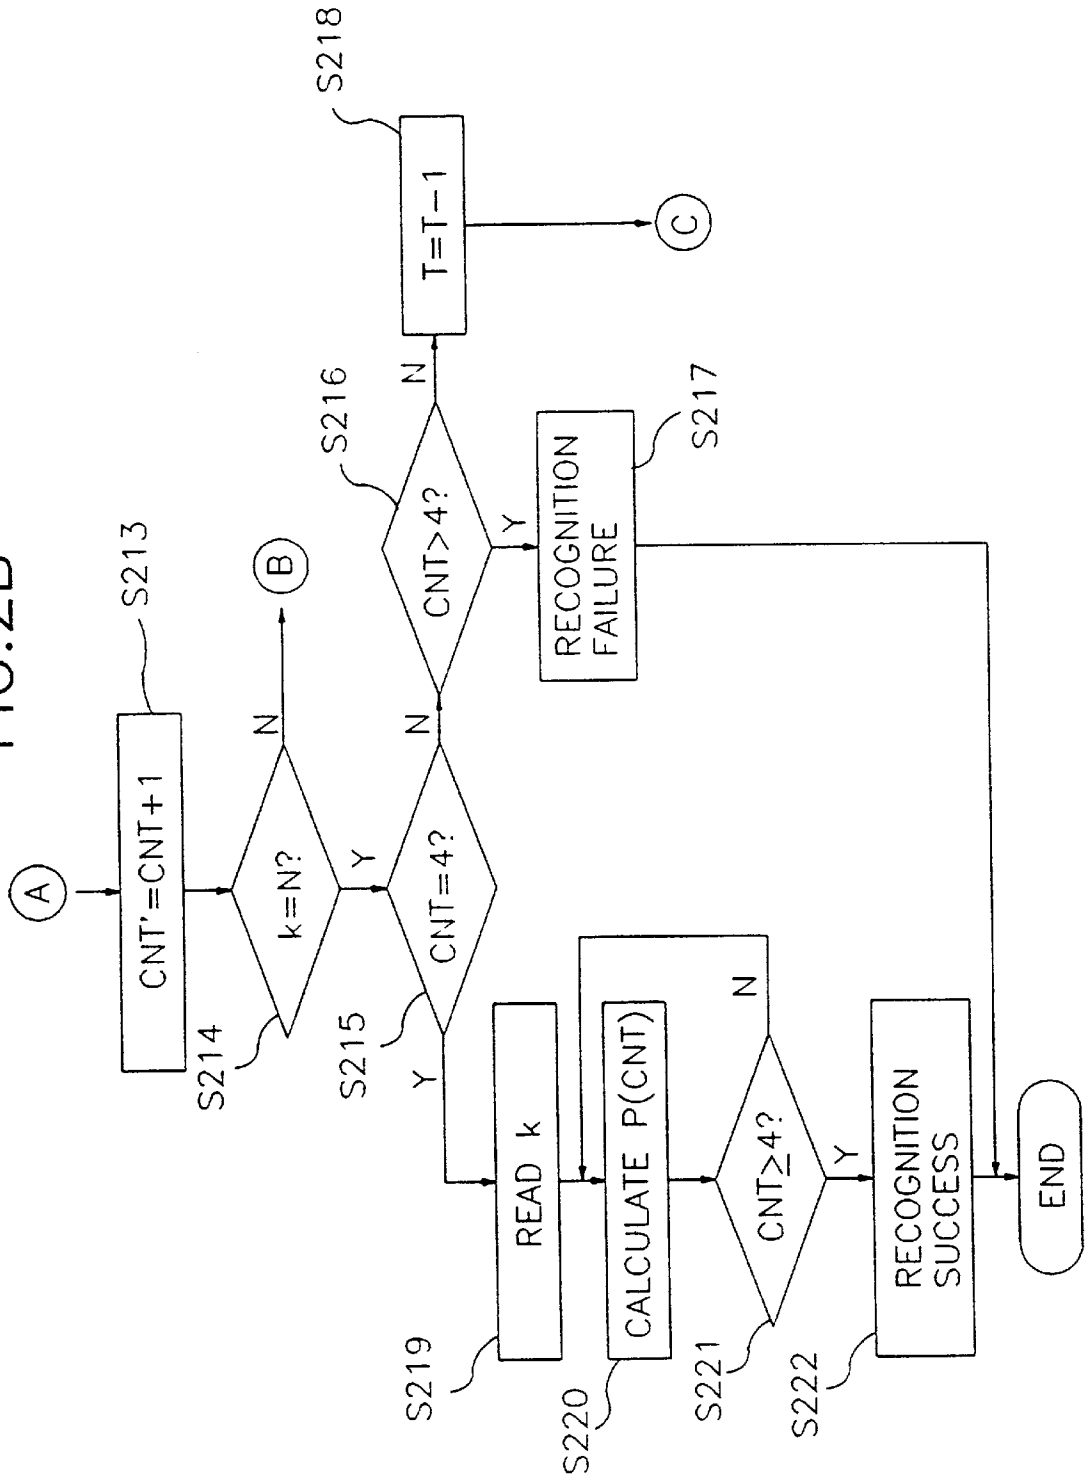 FIG.2B
A
CNT'=CNT+1
S213
k=N?
S214
N
B
Y
CNT=4?
S215
N
CNT>4?
S216
N
T=T-1
S218
C
Y
RECOGNITION
FAILURE
S217
Y
READ k
S219
CALCULATE P(CNT)
S220
CNT≥4?
S221
N
Y
RECOGNITION
SUCCESS
S222
END